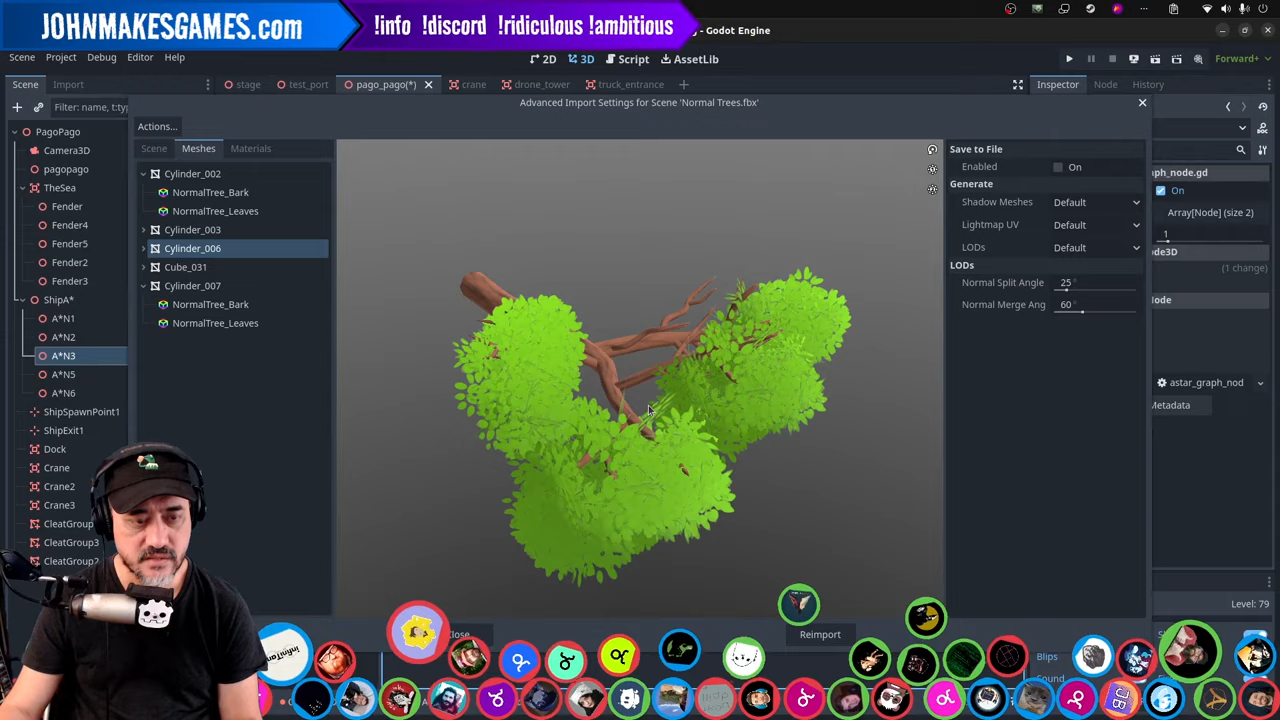 JOHNMAKESGAMES.com
!info !discord !ridiculous !ambitious
g - Godot Engine
Scene Project Debug Editor Help
2D 3D Script AssetLib
Forward+
Scene Import
stage test_port pago_pago(*) crane drone_tower truck_entrance
Inspector Node History
Filter: name, t:typ
Advanced Import Settings for Scene 'Normal Trees.fbx'
Actions...
Scene Meshes Materials
PagoPago
Camera3D
pagopago
TheSea
Fender
Fender4
Fender5
Fender2
Fender3
ShipA*
A*N1
A*N2
A*N3
A*N5
A*N6
ShipSpawnPoint1
ShipExit1
Dock
Crane
Crane2
Crane3
CleatGroup
CleatGroup3
CleatGroup2
Cylinder_002
NormalTree_Bark
NormalTree_Leaves
Cylinder_003
Cylinder_006
Cube_031
Cylinder_007
NormalTree_Bark
NormalTree_Leaves
Save to File
Enabled On
Generate
Shadow Meshes Default
Lightmap UV Default
LODs Default
LODs
Normal Split Angle 25 °
Normal Merge Ang 60 °
aph_node.gd
On
Array[Node] (size 2)
1
de3D
(1 change)
Node
astar_graph_nod
Metadata
Level: 79
Close
Reimport
Blips
Sound